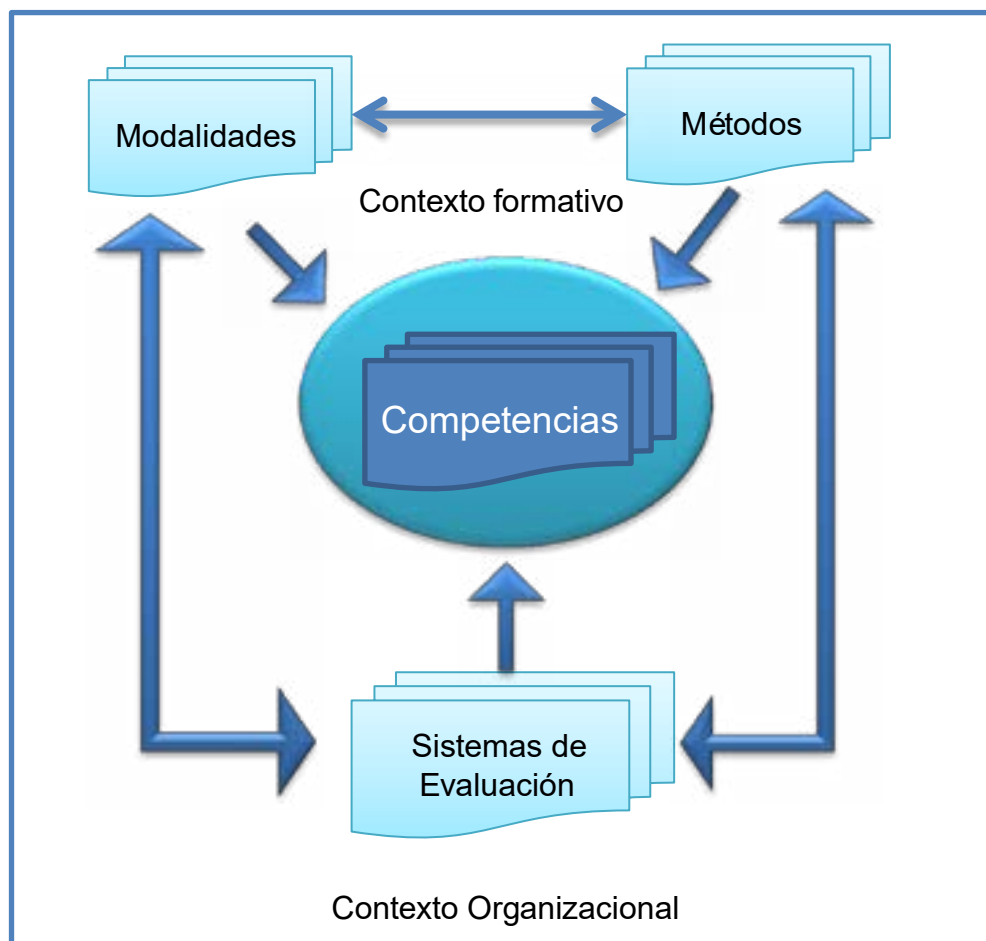 Modalidades
Métodos
Contexto formativo
Competencias
Sistemas de
Evaluación
Contexto Organizacional